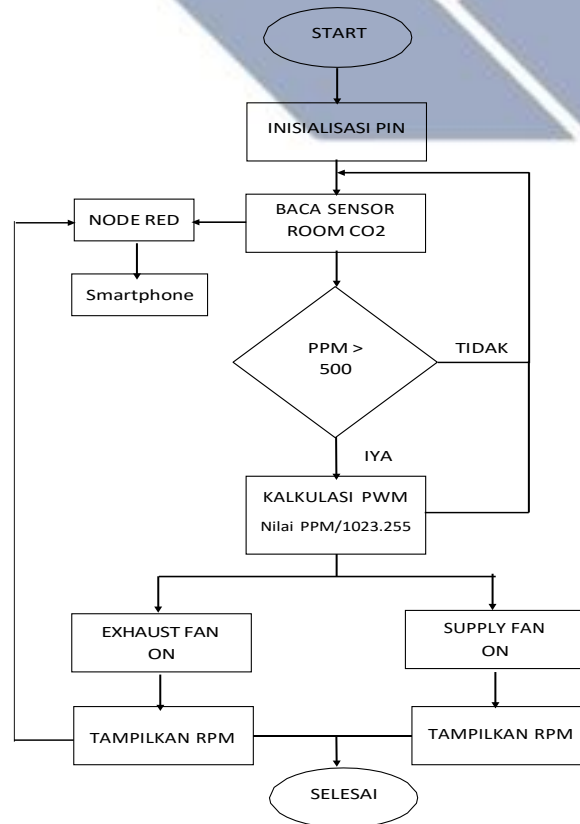 START
INISIALISASI PIN
NODE RED
BACA SENSOR
ROOM CO2
Smartphone
PPM >
500
TIDAK
IYA
KALKULASI PWM
Nilai PPM/1023.255
EXHAUST FAN
ON
SUPPLY FAN
ON
TAMPILKAN RPM
TAMPILKAN RPM
SELESAI